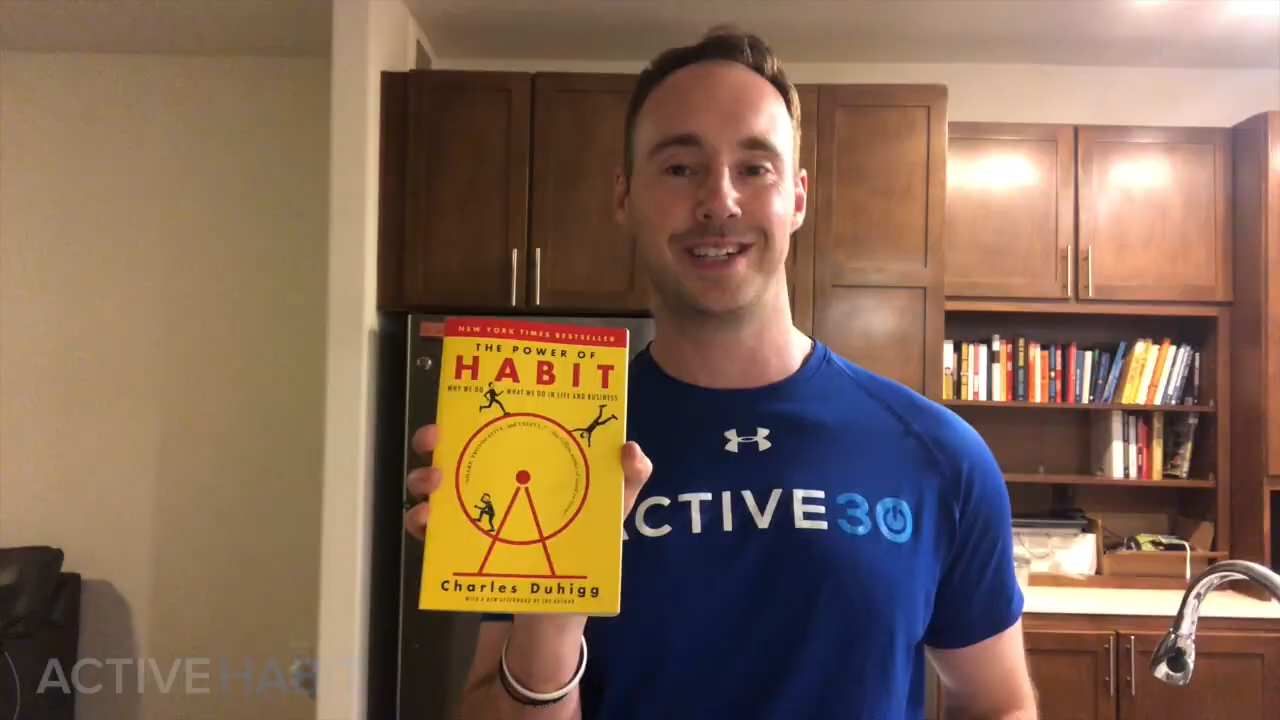 NEW YORK TIMES BESTSELLER
THE POWER OF
HABIT
WHY WE DO WHAT WE DO IN LIFE AND BUSINESS
Charles Duhigg
WITH A NEW AFTERWORD BY THE AUTHOR
ACTIVE30
ACTIVE HABIT